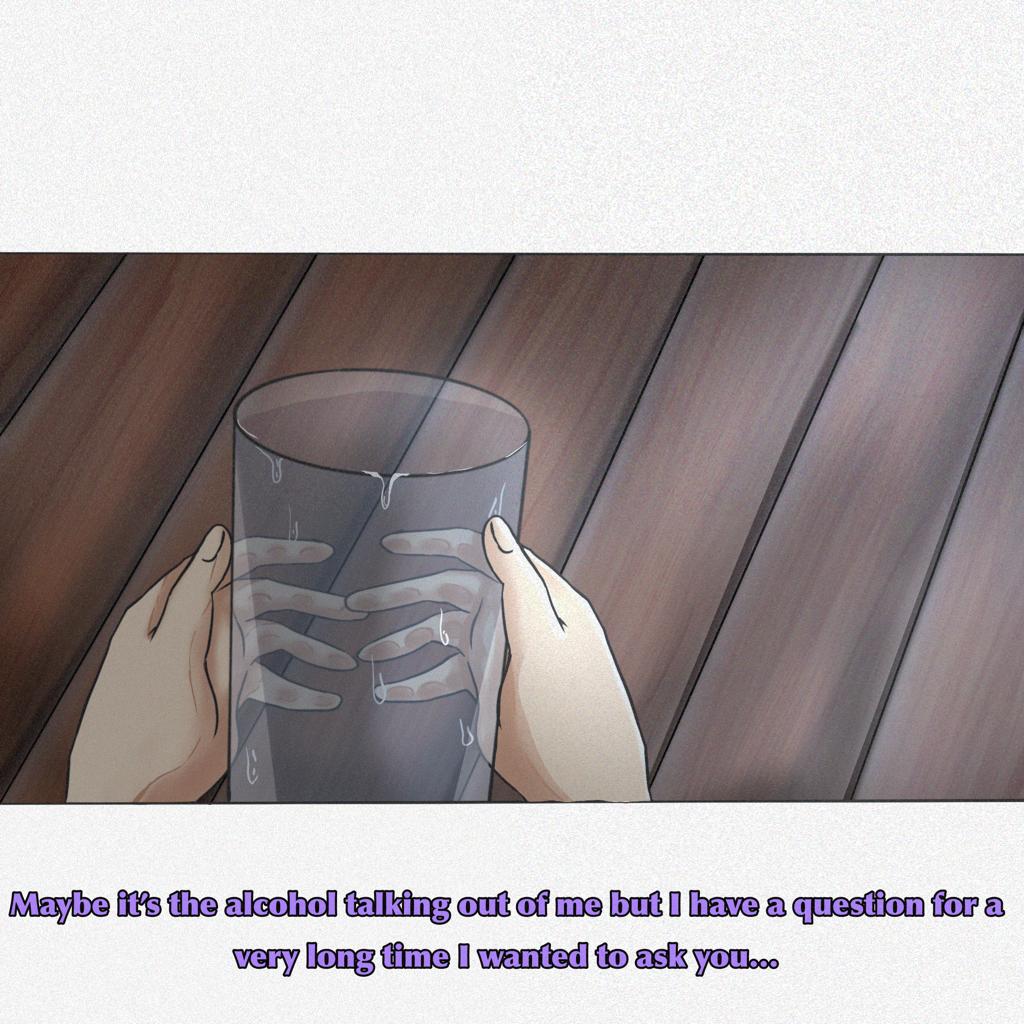 Maybe it's the alcohol talking out of me but I have a question for a
very long time I wanted to ask you...